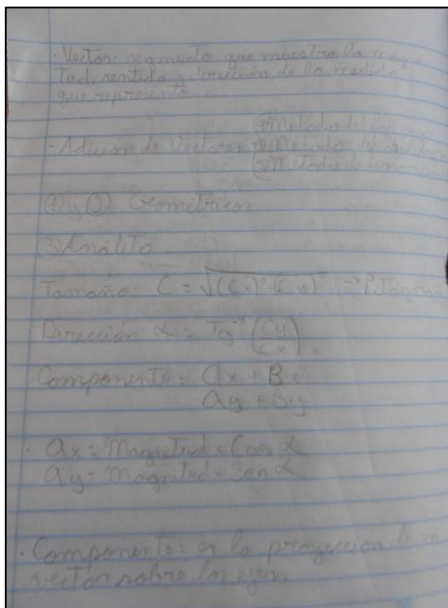 · Vector: segmento que muestra la magni
tud, sentido y dirección de la medida
que representa.
- Adición de Vectores
① y ② Geométricos
③ Análito
Tamaño C = √(Cx)² (Cy)²
Dirección α = Tg⁻¹ (Cy/Cx)
Componente = ax + Bx
ay + By
· ax = Magnitud x Cos α
ay = Magnitud x Sen α
· Componente: es la proyección de un
vector sobre los ejes.